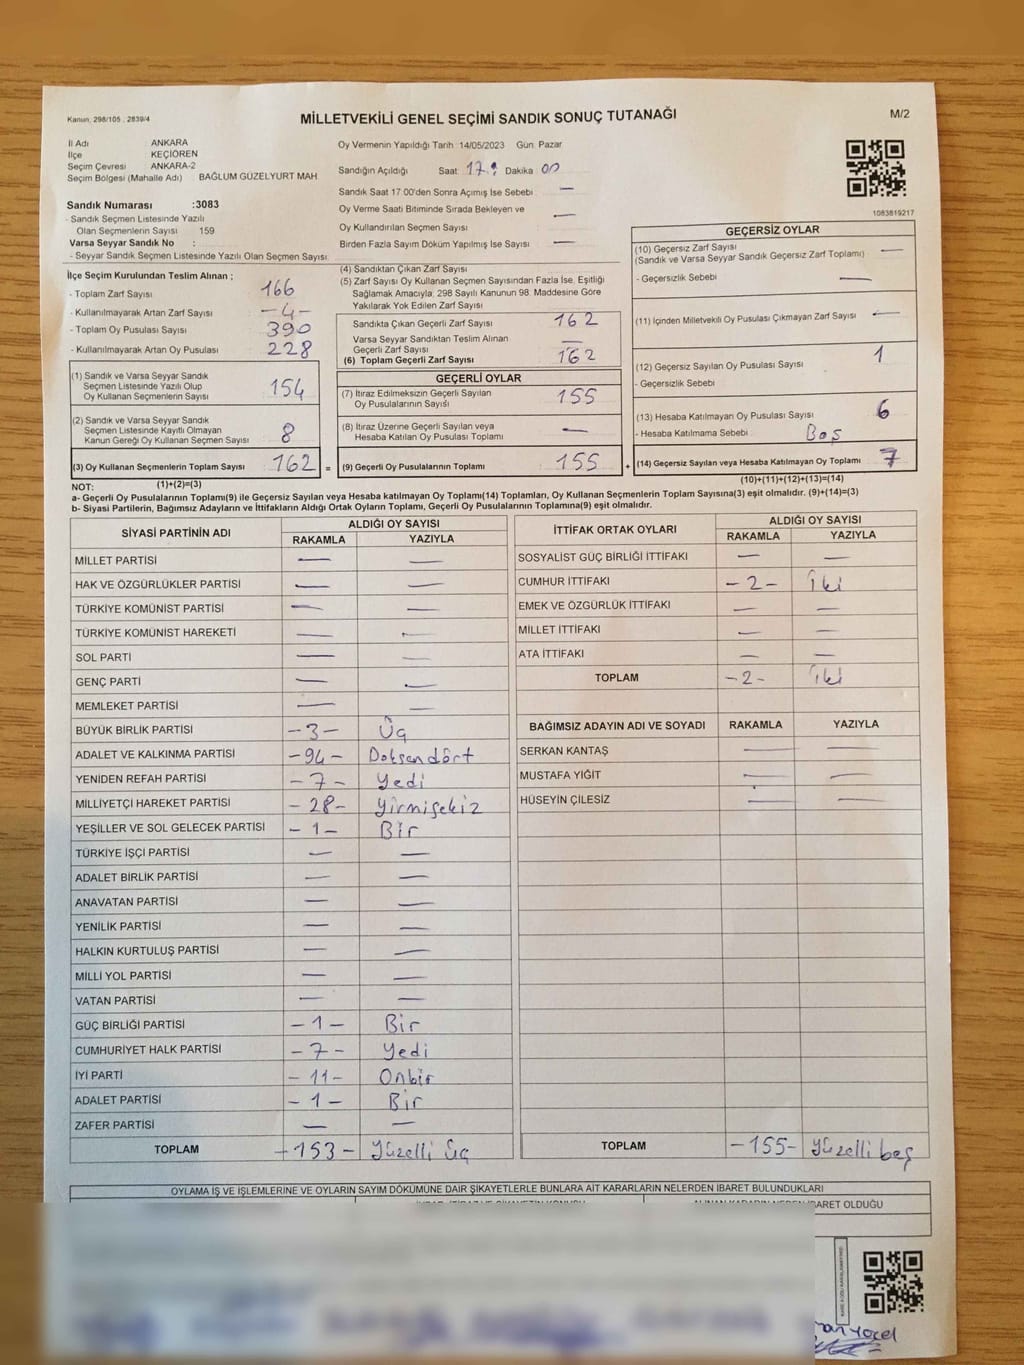 Kanun, 298/105 , 2839/4
MİLLETVEKİLİ GENEL SEÇİMİ SANDIK SONUÇ TUTANAĞI
M/2
İl Adı ANKARA
İlçe KEÇİÖREN
Seçim Çevresi ANKARA-2
Seçim Bölgesi (Mahalle Adı) BAĞLUM GÜZELYURT MAH.
Sandık Numarası :3083
- Sandık Seçmen Listesinde Yazılı
Olan Seçmenlerin Sayısı 159
Varsa Seyyar Sandık No :
- Seyyar Sandık Seçmen Listesinde Yazılı Olan Seçmen Sayısı:
Oy Vermenin Yapıldığı Tarih 14/05/2023 Gün Pazar
Sandığın Açıldığı Saat 17: Dakika 00
Sandık Saat 17 00'den Sonra Açmış İse Sebebi —
Oy Verme Saati Bitiminde Sırada Bekleyen ve
Oy Kullandırılan Seçmen Sayısı —
Birden Fazla Sayım Döküm Yapılmış İse Sayısı —
1083819217
İlçe Seçim Kurulundan Teslim Alınan ;
- Toplam Zarf Sayısı 166
- Kullanılmayarak Artan Zarf Sayısı -4-
- Toplam Oy Pusulası Sayısı 390
- Kullanılmayarak Artan Oy Pusulası 228
(1) Sandık ve Varsa Seyyar Sandık
Seçmen Listesinde Yazılı Olup
Oy Kullanan Seçmenlerin Sayısı 154
(2) Sandık ve Varsa Seyyar Sandık
Seçmen Listesinde Kayıtlı Olmayan
Kanun Gereği Oy Kullanan Seçmen Sayısı 8
(3) Oy Kullanan Seçmenlerin Toplam Sayısı 162 =
(4) Sandıktan Çıkan Zarf Sayısı
(5) Zarf Sayısı Oy Kullanan Seçmen Sayısından Fazla İse, Eşitliği
Sağlamak Amacıyla, 298 Sayılı Kanunun 98. Maddesine Göre
Yakılarak Yok Edilen Zarf Sayısı
Sandıkta Çıkan Geçerli Zarf Sayısı 162
Varsa Seyyar Sandıktan Teslim Alınan
Geçerli Zarf Sayısı —
(6) Toplam Geçerli Zarf Sayısı 162
GEÇERLİ OYLAR
(7) İtiraz Edilmeksizin Geçerli Sayılan
Oy Pusulalarının Sayısı 155
(8) İtiraz Üzerine Geçerli Sayılan veya
Hesaba Katılan Oy Pusulası Toplamı —
(9) Geçerli Oy Pusulalarının Toplamı 155 +
GEÇERSİZ OYLAR
(10) Geçersiz Zarf Sayısı —
(Sandık ve Varsa Seyyar Sandık Geçersiz Zarf Toplamı)
- Geçersizlik Sebebi —
(11) İçinden Milletvekili Oy Pusulası Çıkmayan Zarf Sayısı —
(12) Geçersiz Sayılan Oy Pusulası Sayısı 1
- Geçersizlik Sebebi
(13) Hesaba Katılmayan Oy Pusulası Sayısı 6
- Hesaba Katılmama Sebebi Boş
(14) Geçersiz Sayılan veya Hesaba Katılmayan Oy Toplamı 7
NOT: (1)+(2)=(3)
(10)+(11)+(12)+(13)=(14)
a- Geçerli Oy Pusulalarının Toplamı(9) ile Geçersiz Sayılan veya Hesaba katılmayan Oy Toplamı(14) Toplamları, Oy Kullanan Seçmenlerin Toplam Sayısına(3) eşit olmalıdır. (9)+(14)=(3)
b- Siyasi Partilerin, Bağımsız Adayların ve İttifakların Aldığı Ortak Oyların Toplamı, Geçerli Oy Pusulalarının Toplamına(9) eşit olmalıdır.
SİYASİ PARTİNİN ADI ALDIĞI OY SAYISI
RAKAMLA YAZIYLA
MİLLET PARTİSİ — —
HAK VE ÖZGÜRLÜKLER PARTİSİ — —
TÜRKİYE KOMÜNİST PARTİSİ — —
TÜRKİYE KOMÜNİST HAREKETİ — —
SOL PARTİ — —
GENÇ PARTİ — —
MEMLEKET PARTİSİ — —
BÜYÜK BİRLİK PARTİSİ -3- Üç
ADALET VE KALKINMA PARTİSİ -94- Doksandört
YENİDEN REFAH PARTİSİ -7- Yedi
MİLLİYETÇİ HAREKET PARTİSİ -28- Yirmisekiz
YEŞİLLER VE SOL GELECEK PARTİSİ -1- Bir
TÜRKİYE İŞÇİ PARTİSİ — —
ADALET BİRLİK PARTİSİ — —
ANAVATAN PARTİSİ — —
YENİLİK PARTİSİ — —
HALKIN KURTULUŞ PARTİSİ — —
MİLLİ YOL PARTİSİ — —
VATAN PARTİSİ — —
GÜÇ BİRLİĞİ PARTİSİ -1- Bir
CUMHURİYET HALK PARTİSİ -7- Yedi
İYİ PARTİ -11- Onbir
ADALET PARTİSİ -1- Bir
ZAFER PARTİSİ — —
TOPLAM -153- Yüzelli üç
İTTİFAK ORTAK OYLARI ALDIĞI OY SAYISI
RAKAMLA YAZIYLA
SOSYALİST GÜÇ BİRLİĞİ İTTİFAKI — —
CUMHUR İTTİFAKI -2- İki
EMEK VE ÖZGÜRLÜK İTTİFAKI — —
MİLLET İTTİFAKI — —
ATA İTTİFAKI — —
TOPLAM -2- İki
BAĞIMSIZ ADAYIN ADI VE SOYADI RAKAMLA YAZIYLA
SERKAN KANTAŞ — —
MUSTAFA YİĞİT — —
HÜSEYİN ÇİLESİZ — —
TOPLAM -155- Yüzelli beş
OYLAMA İŞ VE İŞLEMLERİNE VE OYLARIN SAYIM DÖKÜMÜNE DAİR ŞİKAYETLERLE BUNLARA AİT KARARLARIN NELERDEN İBARET BULUNDUKLARI
BARET OLDUĞU